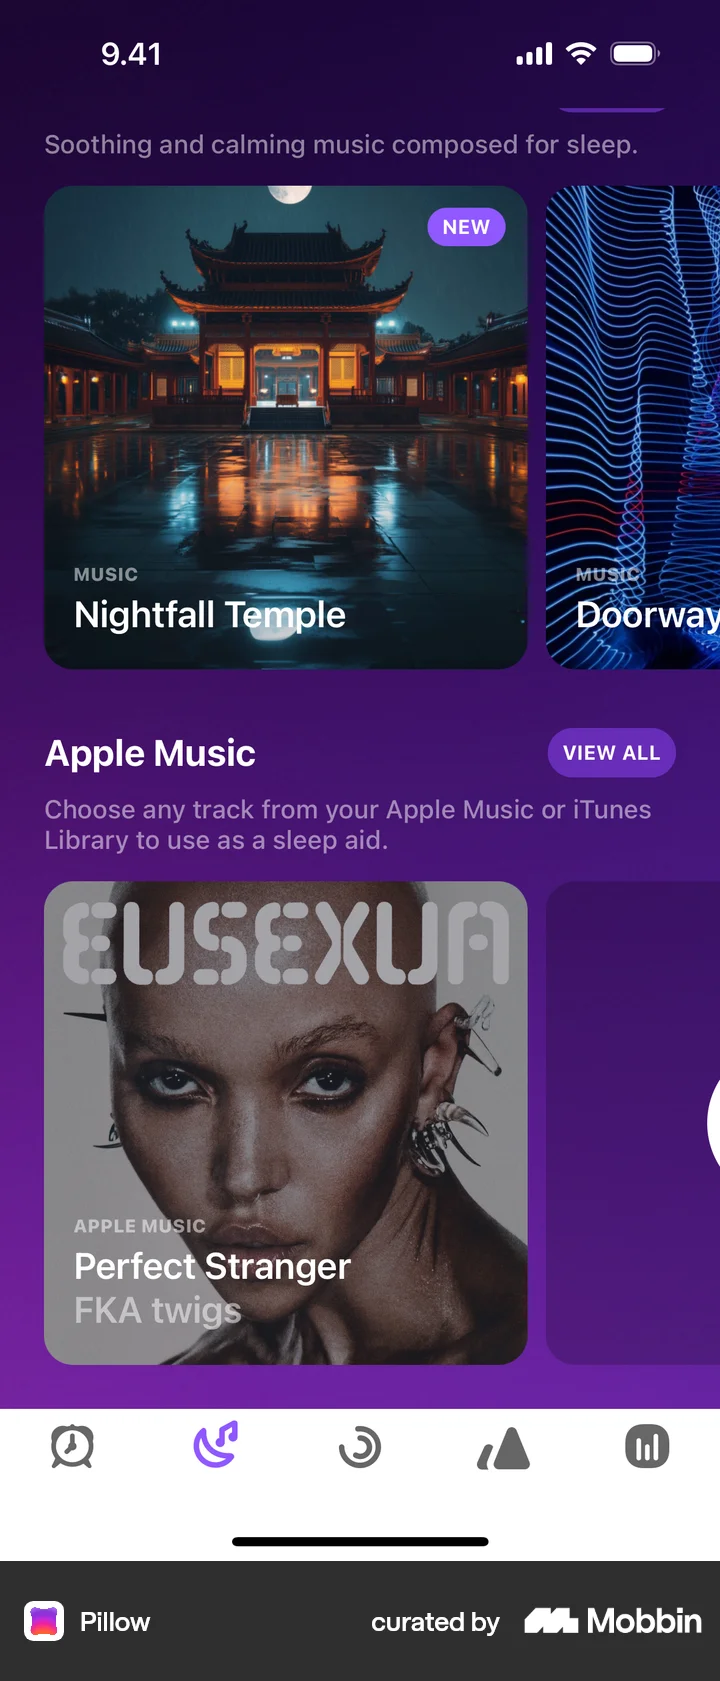 9.41
Soothing and calming music composed for sleep.
NEW
MUSIC
Nightfall Temple
MUSIC
Doorway
Apple Music
VIEW ALL
Choose any track from your Apple Music or iTunes
Library to use as a sleep aid.
EUSEXUA
APPLE MUSIC
Perfect Stranger
FKA twigs
Pillow
curated by
Mobbin